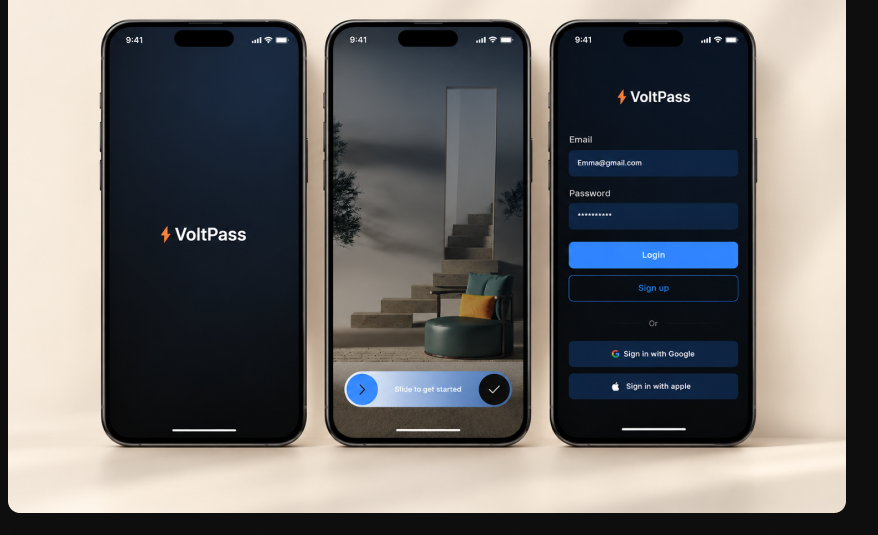 9:41
VoltPass
9:41
Slide to get started
9:41
VoltPass
Email
Emma@gmail.com
Password
**********
Login
Sign up
Or
Sign in with Google
Sign in with apple